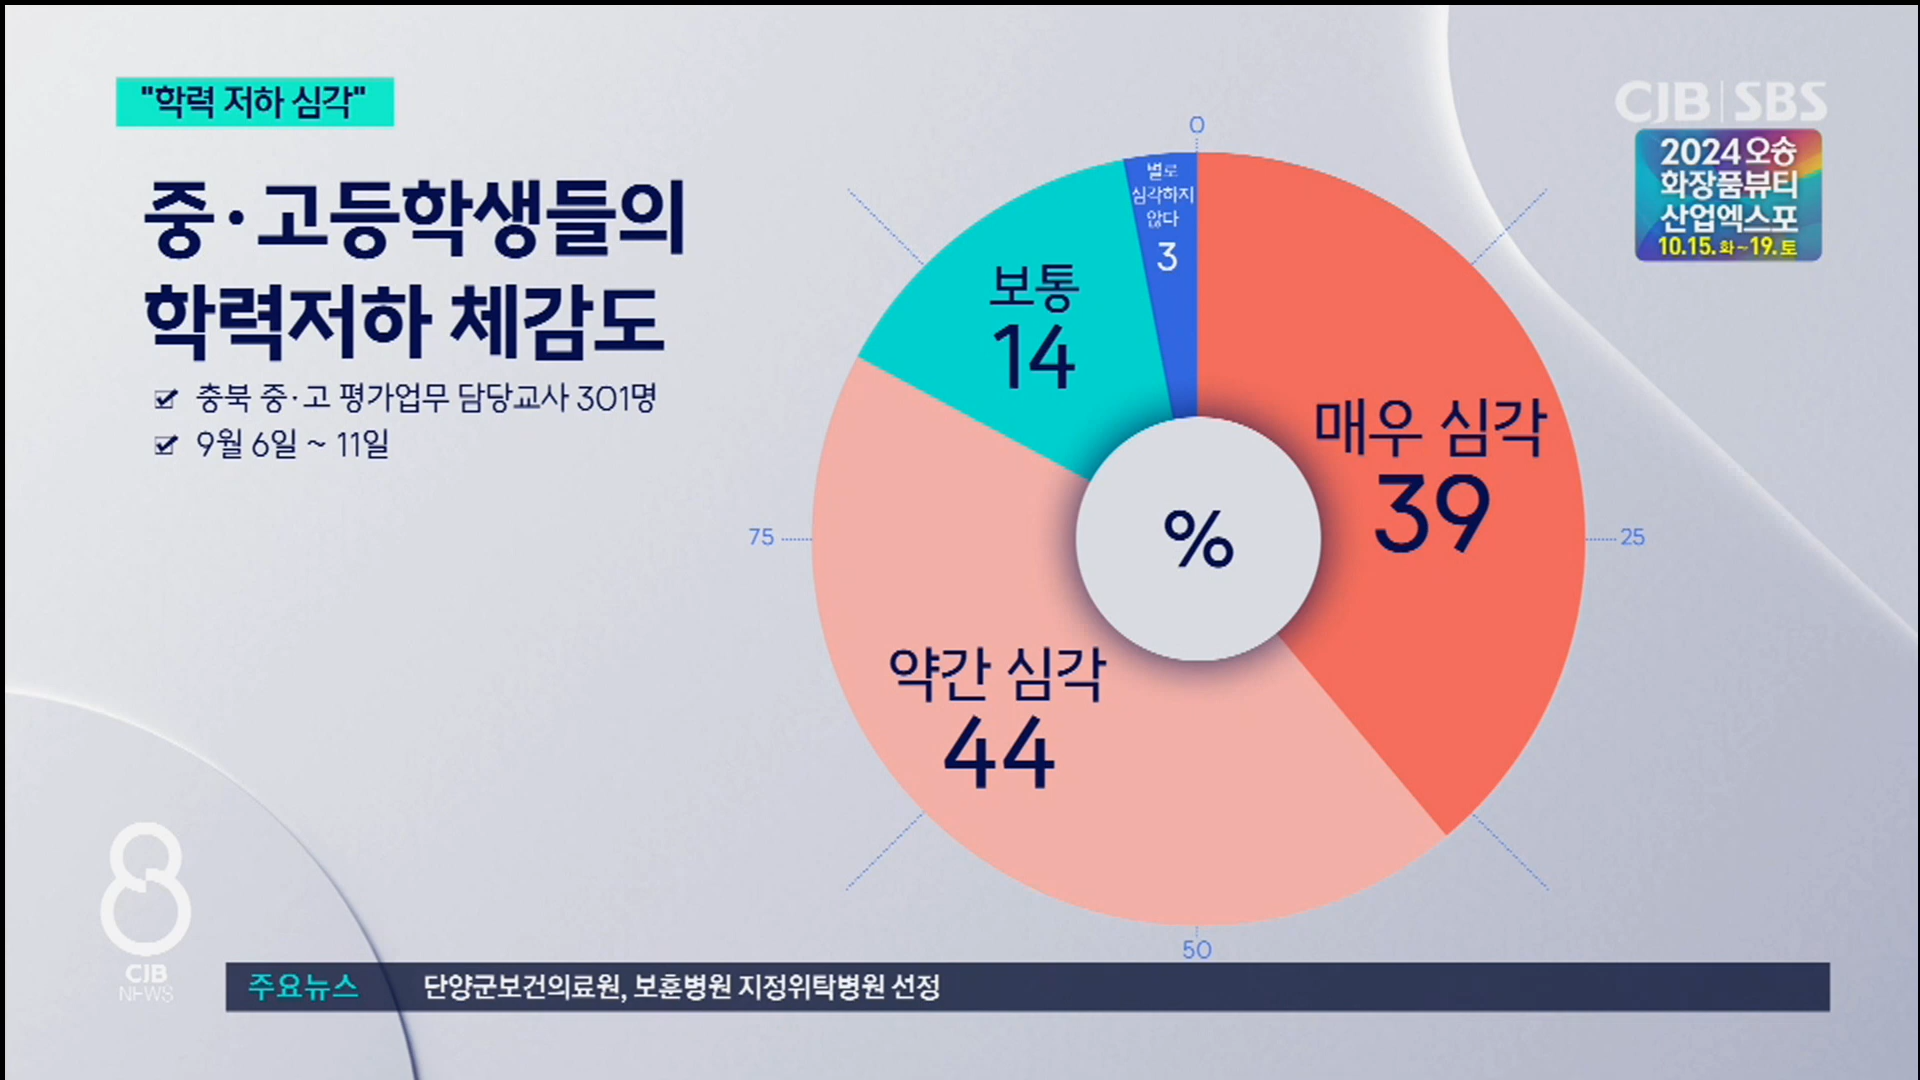 "학력 저하 심각"
중·고등학생들의
학력저하 체감도
충북 중·고 평가업무 담당교사 301명
9월 6일 ~ 11일
CJB | SBS
2024 오송
화장품뷰티
산업엑스포
10.15.화~19.토
0
별로
심각하지
않다
3
보통
14
매우 심각
39
%
75
25
약간 심각
44
50
8
CJB
NEWS
주요뉴스 단양군보건의료원, 보훈병원 지정위탁병원 선정